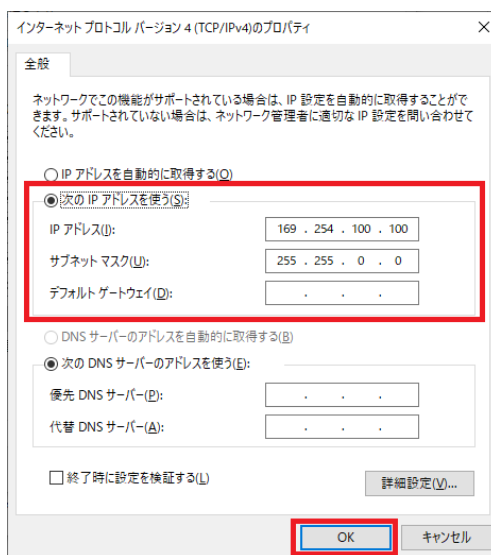 インターネット プロトコル バージョン 4 (TCP/IPv4)のプロパティ
全般
ネットワークでこの機能がサポートされている場合は、IP 設定を自動的に取得することがで
きます。サポートされていない場合は、ネットワーク管理者に適切な IP 設定を問い合わせて
ください。
IP アドレスを自動的に取得する(O)
次の IP アドレスを使う(S):
IP アドレス(I): 169 . 254 . 100 . 100
サブネット マスク(U): 255 . 255 . 0 . 0
デフォルト ゲートウェイ(D): . . .
DNS サーバーのアドレスを自動的に取得する(B)
次の DNS サーバーのアドレスを使う(E):
優先 DNS サーバー(P): . . .
代替 DNS サーバー(A): . . .
終了時に設定を検証する(L)
詳細設定(V)...
OK キャンセル